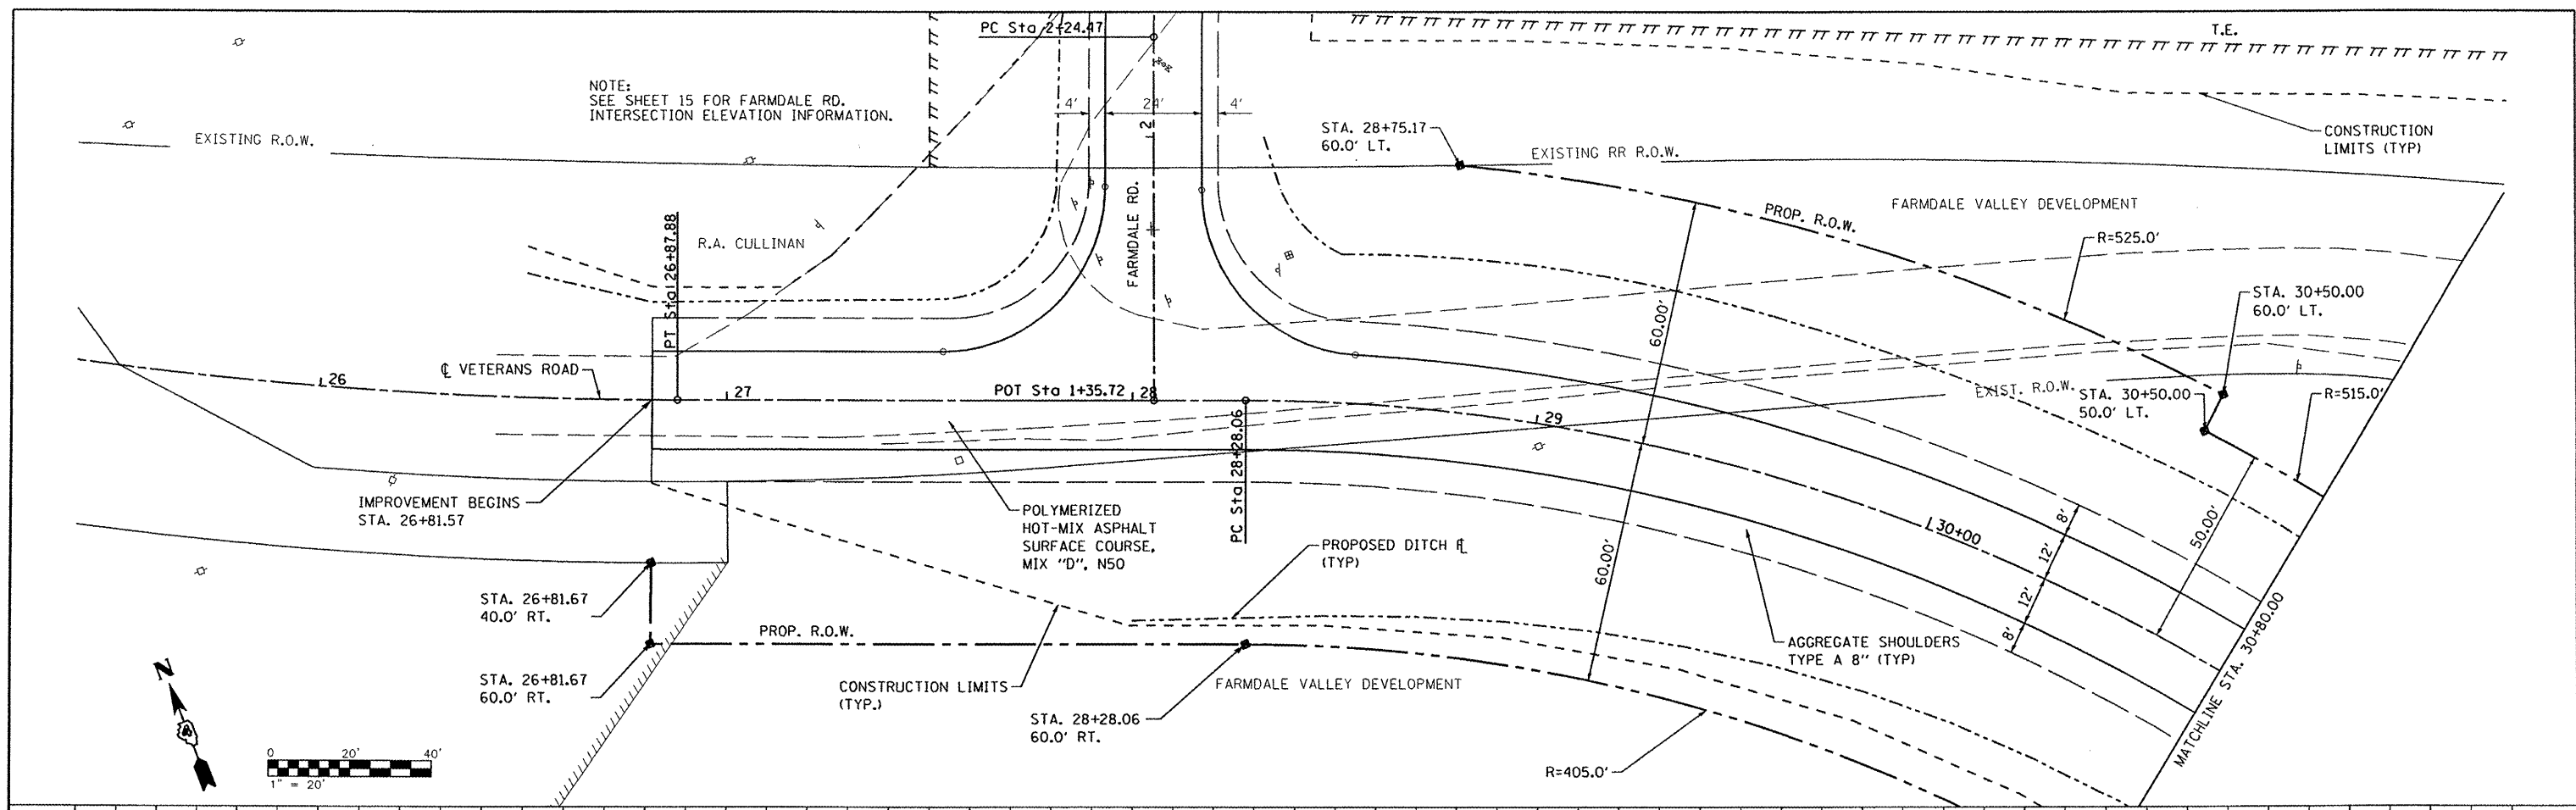 PC Sta 2+24.47
T.E.
NOTE:
SEE SHEET 15 FOR FARMDALE RD.
INTERSECTION ELEVATION INFORMATION.
4'
24'
4'
2
EXISTING R.O.W.
STA. 28+75.17
60.0' LT.
EXISTING RR R.O.W.
CONSTRUCTION
LIMITS (TYP)
FARMDALE RD.
PROP. R.O.W.
FARMDALE VALLEY DEVELOPMENT
R=525.0'
PT Sta 26+87.88
R.A. CULLINAN
60.00'
STA. 30+50.00
60.0' LT.
26
℄ VETERANS ROAD
27
POT Sta 1+35.72
28
29
EXIST. R.O.W.
STA. 30+50.00
50.0' LT.
R=515.0'
PC Sta 28+28.06
IMPROVEMENT BEGINS
STA. 26+81.57
POLYMERIZED
HOT-MIX ASPHALT
SURFACE COURSE,
MIX "D", N50
PROPOSED DITCH ℄
(TYP)
60.00'
30+00
8'
12'
12'
8'
50.00'
STA. 26+81.67
40.0' RT.
PROP. R.O.W.
AGGREGATE SHOULDERS
TYPE A 8" (TYP)
MATCHLINE STA. 30+80.00
STA. 26+81.67
60.0' RT.
CONSTRUCTION LIMITS
(TYP.)
FARMDALE VALLEY DEVELOPMENT
STA. 28+28.06
60.0' RT.
R=405.0'
N
0 20' 40'
1" = 20'